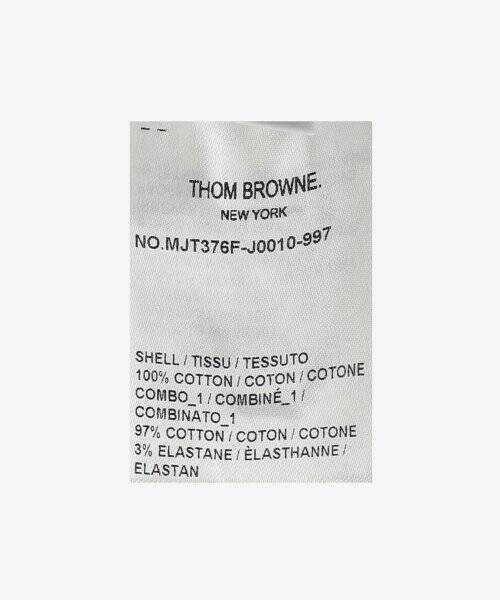 THOM BROWNE.
NEW YORK
NO.MJT376F-J0010-997
SHELL / TISSU / TESSUTO
100% COTTON / COTON / COTONE
COMBO_1 / COMBINÉ_1 /
COMBINATO_1
97% COTTON / COTON / COTONE
3% ELASTANE / ÈLASTHANNE /
ELASTAN